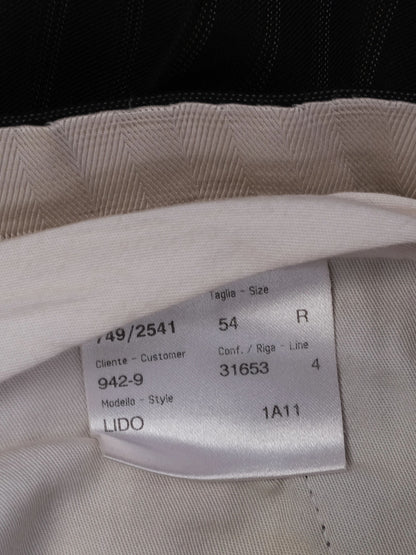 Taglia - Size
749/2541 54 R
Cliente - Customer Conf. / Riga - Line
942-9 31653 4
Modello - Style
LIDO 1A11